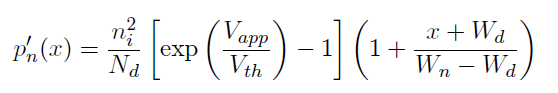 p'_n(x) = \frac{n_i^2}{N_d} \left[ \exp\left( \frac{V_{app}}{V_{th}} \right) - 1 \right] \left( 1 + \frac{x + W_d}{W_n - W_d} \right)